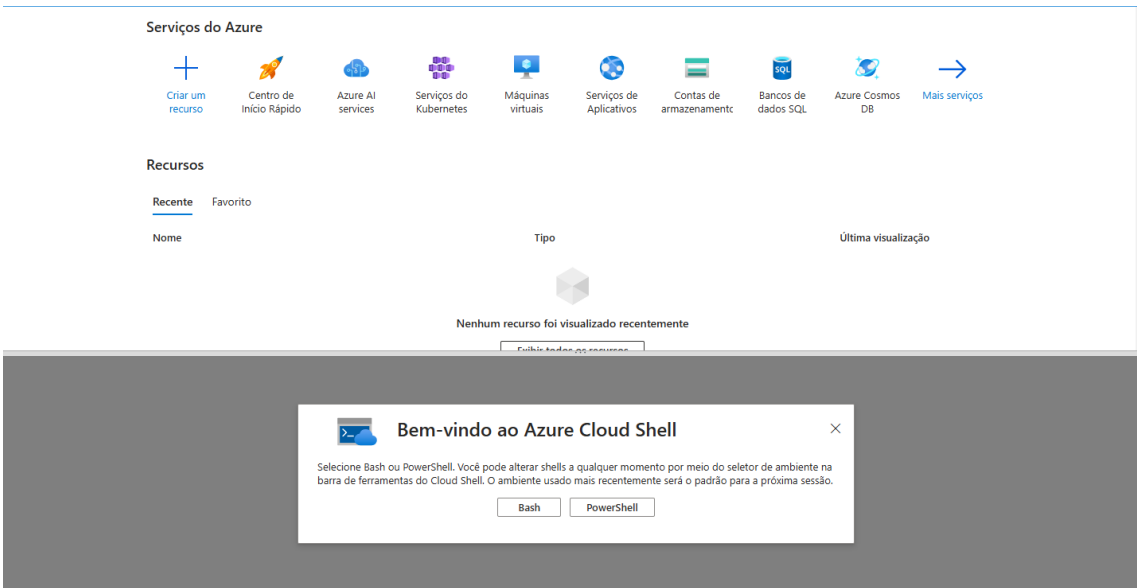 Serviços do Azure
Criar um recurso
Centro de Início Rápido
Azure AI services
Serviços do Kubernetes
Máquinas virtuais
Serviços de Aplicativos
Contas de armazenamento
Bancos de dados SQL
Azure Cosmos DB
Mais serviços
Recursos
Recente Favorito
Nome Tipo Última visualização
Nenhum recurso foi visualizado recentemente
Exibir todos os recursos
Bem-vindo ao Azure Cloud Shell
Selecione Bash ou PowerShell. Você pode alterar shells a qualquer momento por meio do seletor de ambiente na
barra de ferramentas do Cloud Shell. O ambiente usado mais recentemente será o padrão para a próxima sessão.
Bash PowerShell